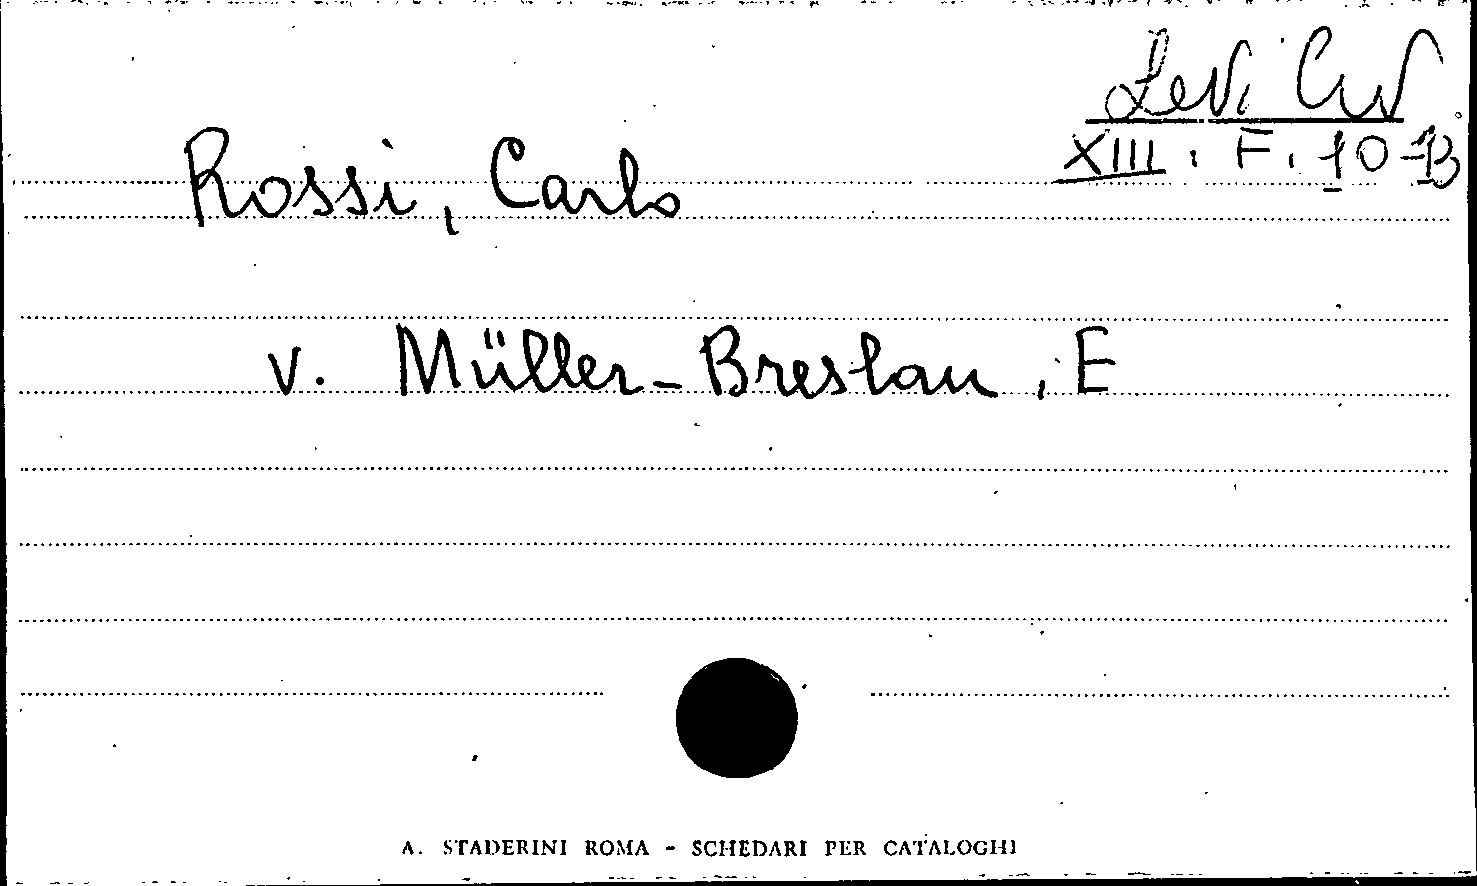 Levi Civ
XIII. F. 10-13
Rossi, Carlo
v. Müller-Breslau, E
A. STADERINI ROMA - SCHEDARI PER CATALOGHI